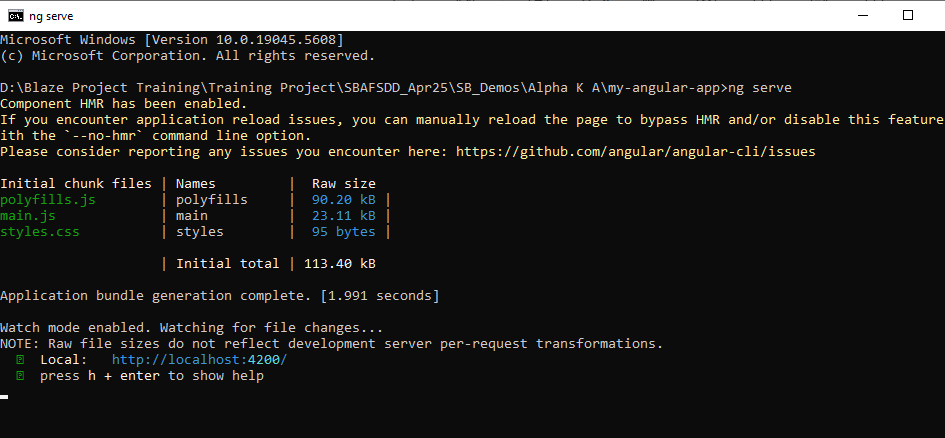 ng serve
Microsoft Windows [Version 10.0.19045.5608]
(c) Microsoft Corporation. All rights reserved.
D:\Blaze Project Training\Training Project\SBAFSDD_Apr25\SB_Demos\Alpha K A\my-angular-app>ng serve
Component HMR has been enabled.
If you encounter application reload issues, you can manually reload the page to bypass HMR and/or disable this feature
ith the `--no-hmr` command line option.
Please consider reporting any issues you encounter here: https://github.com/angular/angular-cli/issues
Initial chunk files | Names | Raw size
polyfills.js | polyfills | 90.20 kB |
main.js | main | 23.11 kB |
styles.css | styles | 95 bytes |
| Initial total | 113.40 kB
Application bundle generation complete. [1.991 seconds]
Watch mode enabled. Watching for file changes...
NOTE: Raw file sizes do not reflect development server per-request transformations.
Local: http://localhost:4200/
press h + enter to show help